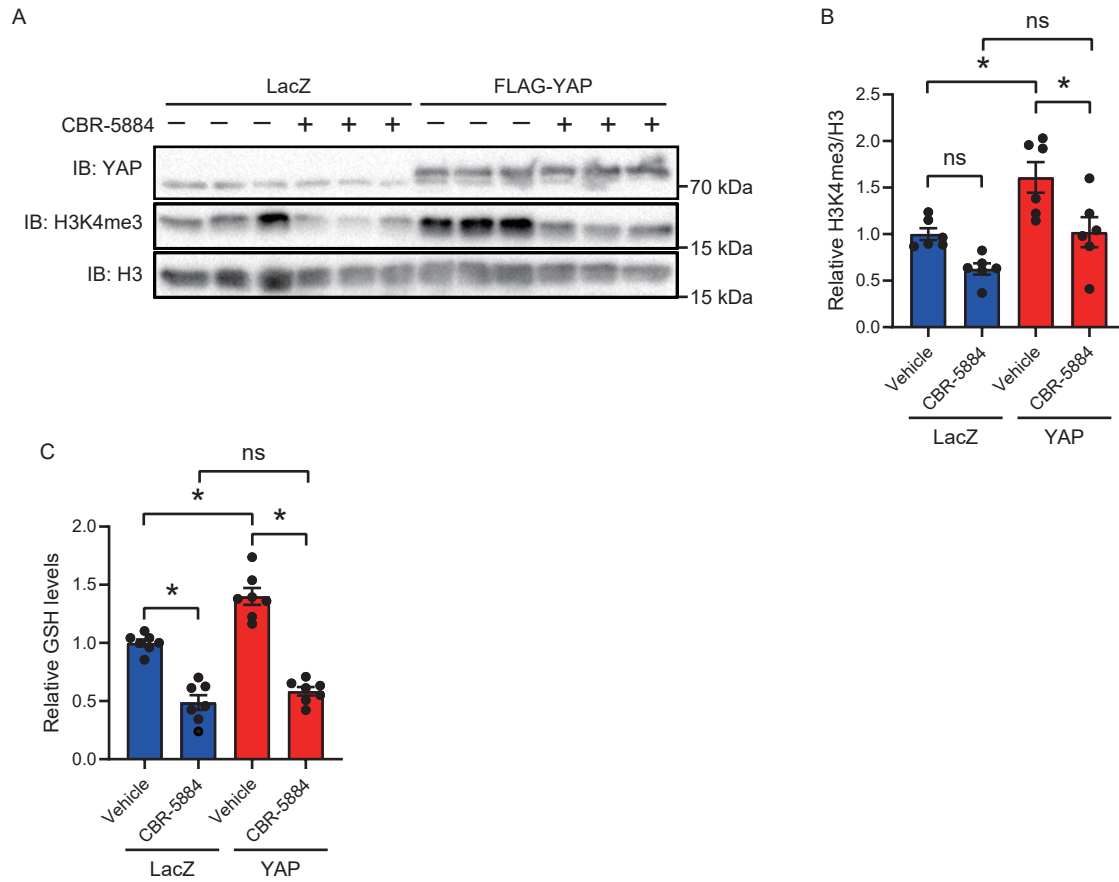 A
LacZ FLAG-YAP
CBR-5884 − − − + + + − − − + + +
IB: YAP
70 kDa
IB: H3K4me3
15 kDa
IB: H3
15 kDa
B
ns
*
*
ns
Relative H3K4me3/H3
2.5
2.0
1.5
1.0
0.5
0.0
Vehicle CBR-5884 Vehicle CBR-5884
LacZ YAP
C
ns
*
*
*
Relative GSH levels
2.0
1.5
1.0
0.5
0.0
Vehicle CBR-5884 Vehicle CBR-5884
LacZ YAP